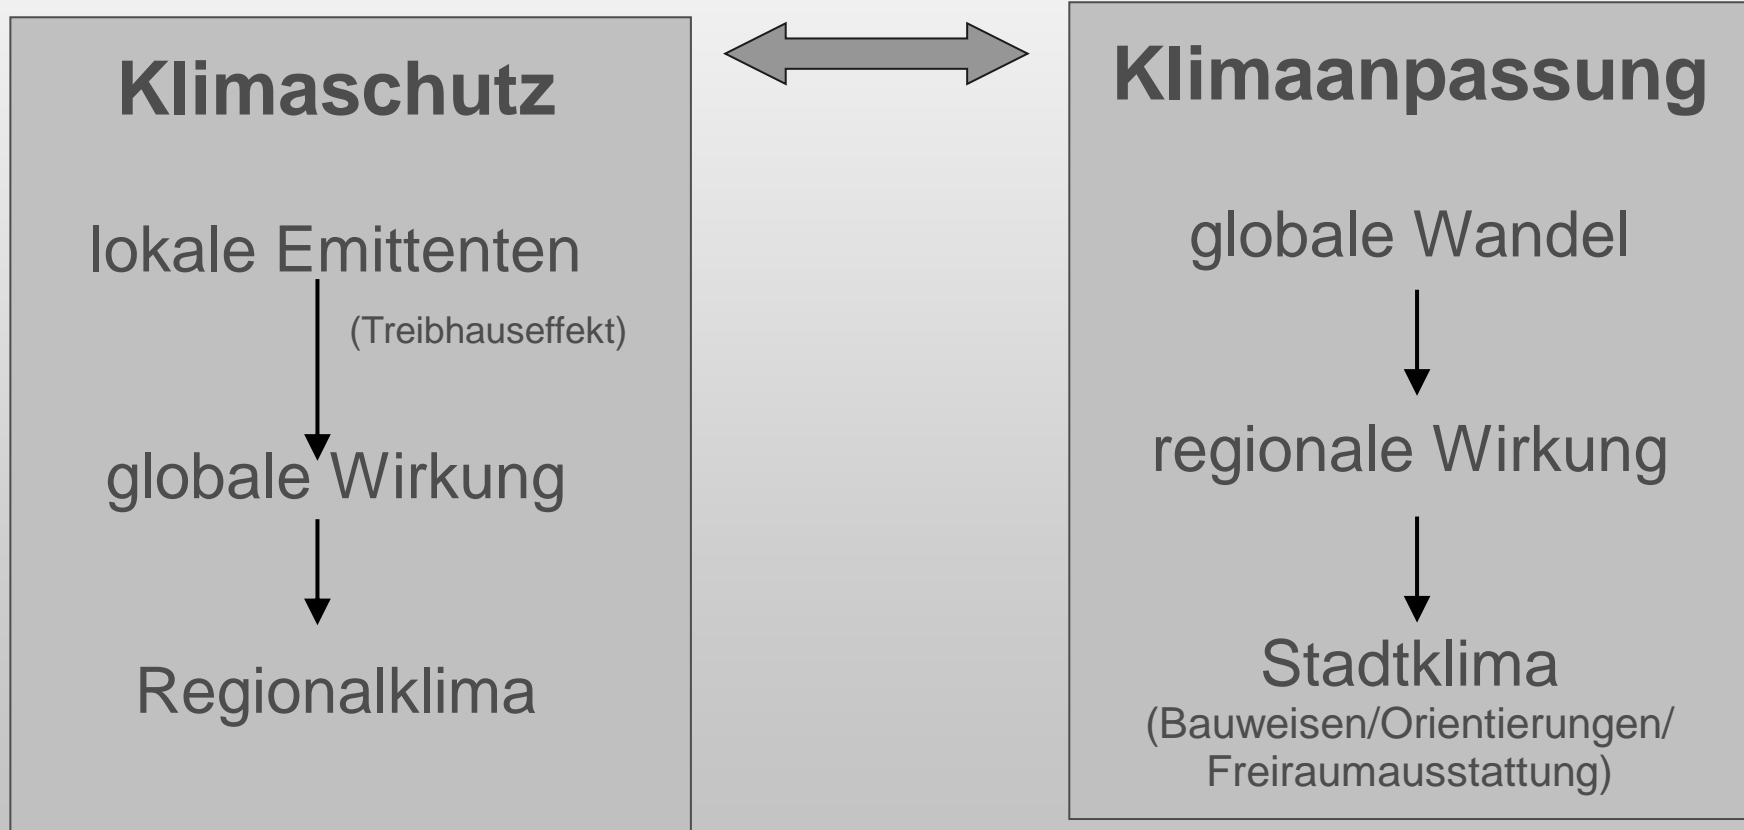 Klimaschutz
lokale Emittenten
(Treibhauseffekt)
globale Wirkung
Regionalklima
Klimaanpassung
globale Wandel
regionale Wirkung
Stadtklima
(Bauweisen/Orientierungen/
Freiraumausstattung)